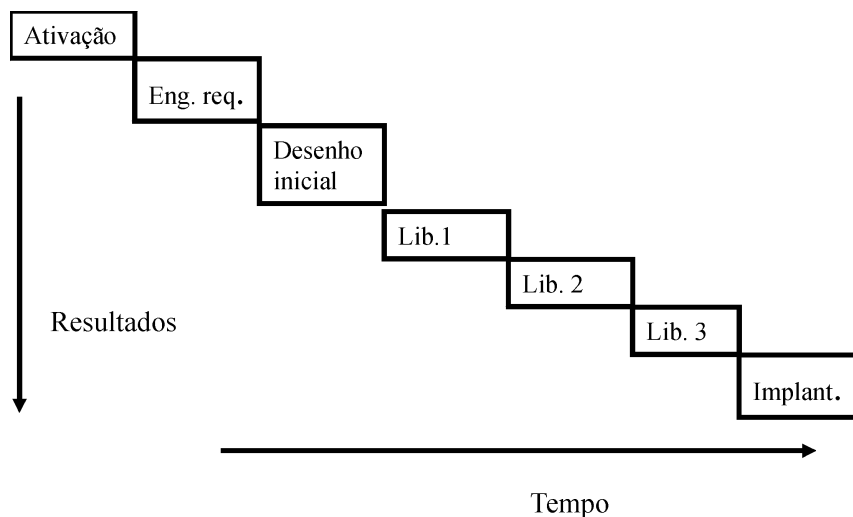 Ativação
Eng. req.
Desenho
inicial
Lib.1
Lib. 2
Lib. 3
Implant.
Resultados
Tempo